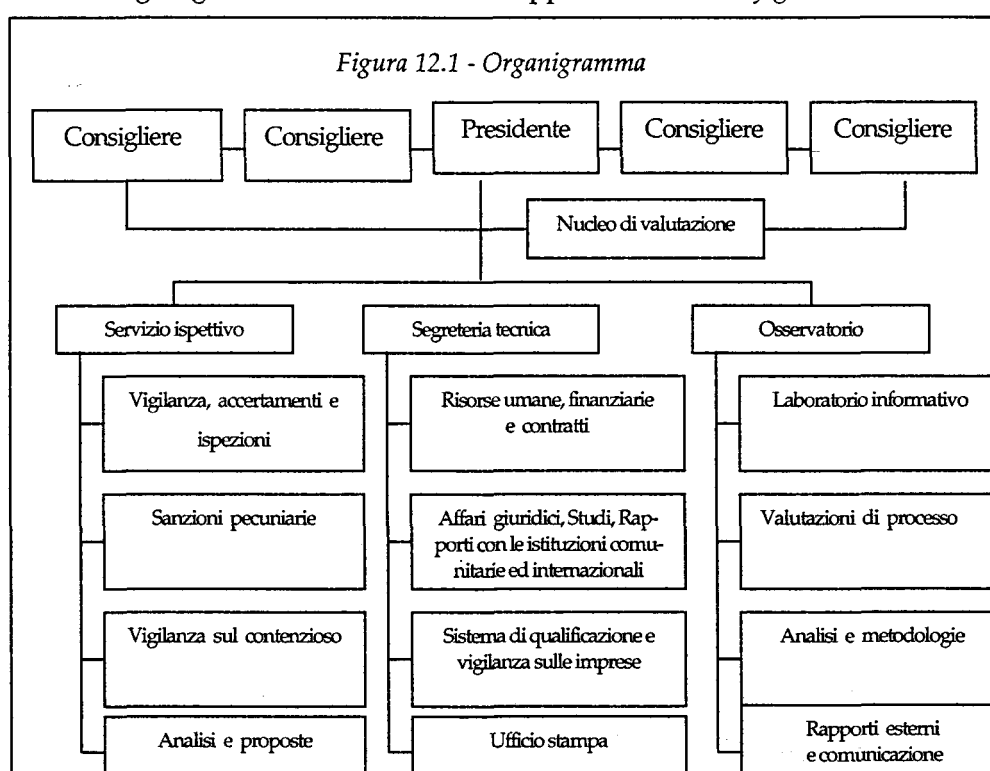 Figura 12.1 - Organigramma
Consigliere
Consigliere
Presidente
Consigliere
Consigliere
Nucleo di valutazione
Servizio ispettivo
Segreteria tecnica
Osservatorio
Vigilanza, accertamenti e
ispezioni
Risorse umane, finanziarie
e contratti
Laboratorio informativo
Sanzioni pecuniarie
Affari giuridici, Studi, Rap-
porti con le istituzioni comu-
nitarie ed internazionali
Valutazioni di processo
Vigilanza sul contenzioso
Sistema di qualificazione e
vigilanza sulle imprese
Analisi e metodologie
Analisi e proposte
Ufficio stampa
Rapporti esterni
e comunicazione